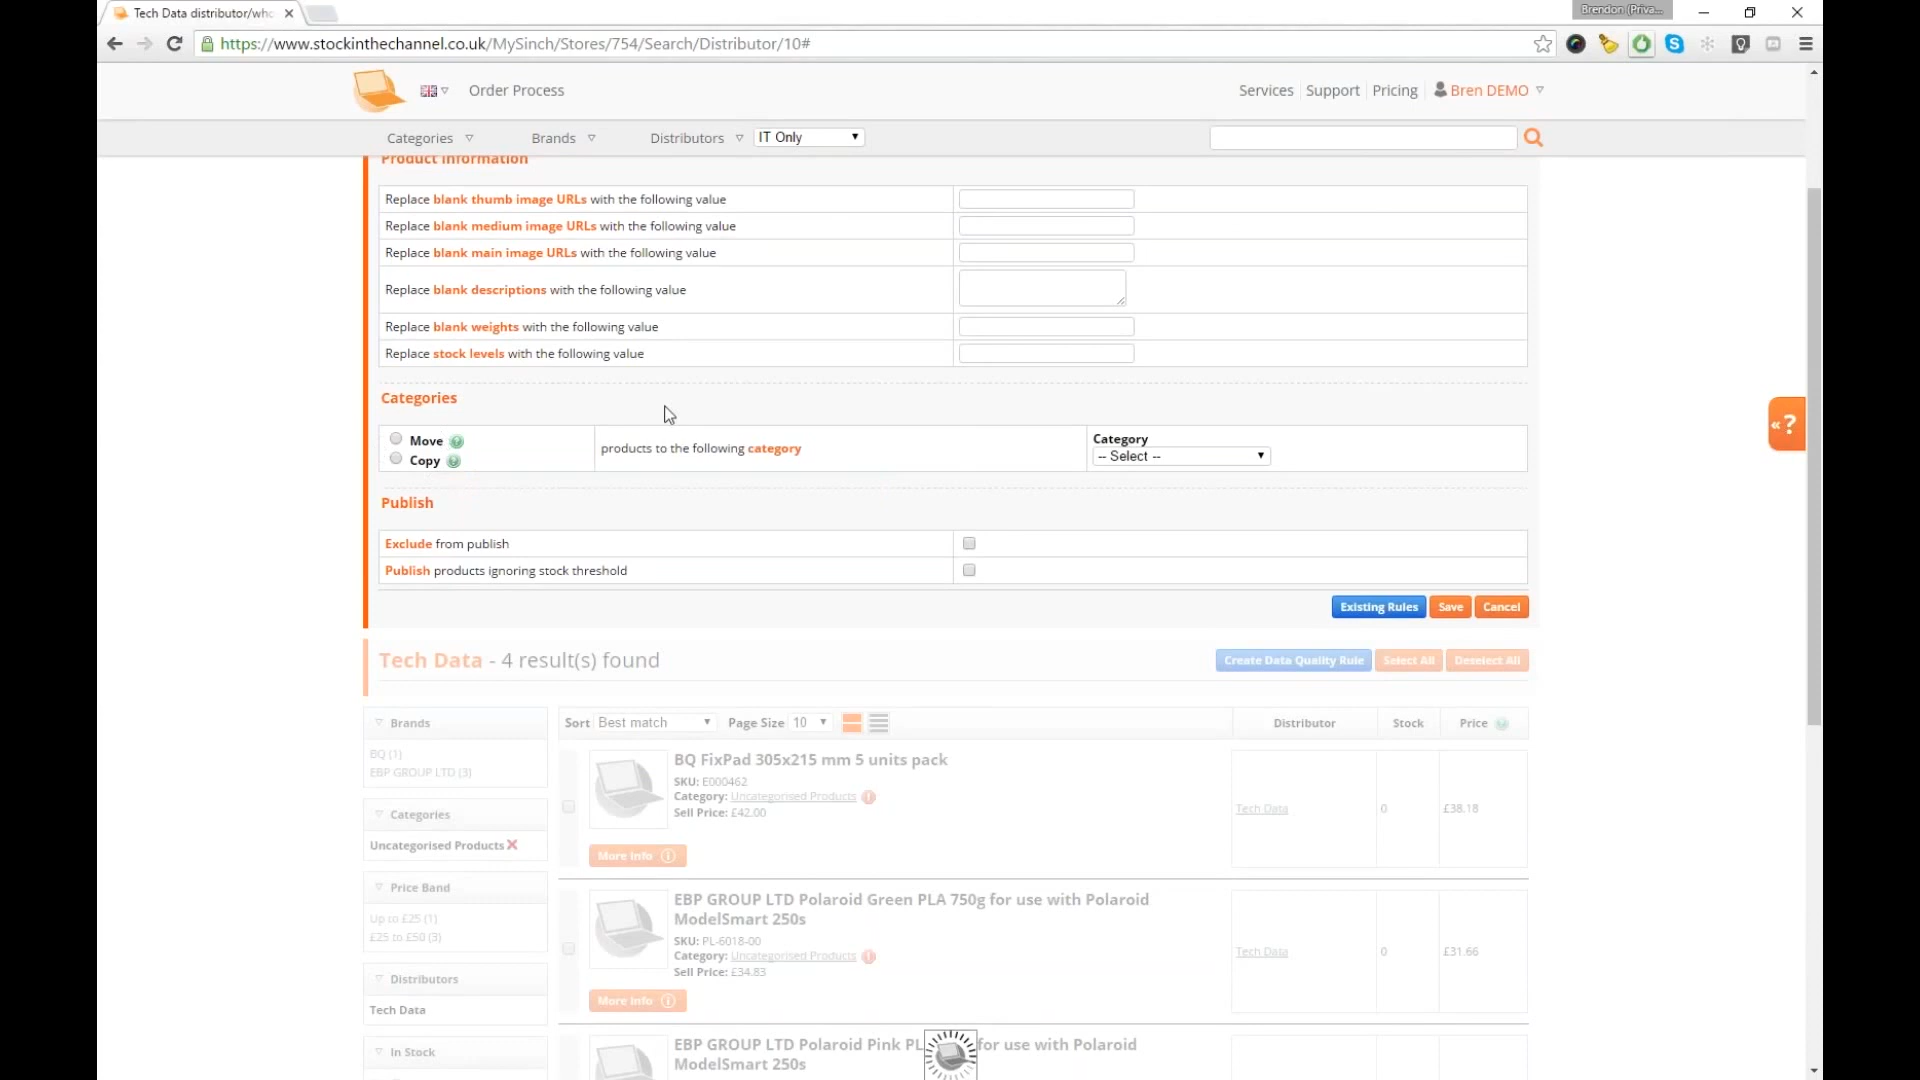 Tech Data distributor/who
Brendon (Priva...
https://www.stockinthechannel.co.uk/MySinch/Stores/754/Search/Distributor/10#
Order Process
Services
Support
Pricing
Bren DEMO
Categories
Brands
Distributors
IT Only
Product Information
Replace blank thumb image URLs with the following value
Replace blank medium image URLs with the following value
Replace blank main image URLs with the following value
Replace blank descriptions with the following value
Replace blank weights with the following value
Replace stock levels with the following value
Categories
Move ?
Copy ?
products to the following category
Category
-- Select --
« ?
Publish
Exclude from publish
Publish products ignoring stock threshold
Existing Rules
Save
Cancel
Tech Data - 4 result(s) found
Create Data Quality Rule
Select All
Deselect All
Brands
BQ (1)
EBP GROUP LTD (3)
Categories
Uncategorised Products
Price Band
Up to £25 (1)
£25 to £50 (3)
Distributors
Tech Data
In Stock
Sort Best match
Page Size 10
Distributor
Stock
Price ?
BQ FixPad 305x215 mm 5 units pack
SKU: E000462
Category: Uncategorised Products !
Sell Price: £42.00
More Info i
Tech Data
0
£38.18
EBP GROUP LTD Polaroid Green PLA 750g for use with Polaroid
ModelSmart 250s
SKU: PL-6018-00
Category: Uncategorised Products !
Sell Price: £34.83
More Info i
Tech Data
0
£31.66
EBP GROUP LTD Polaroid Pink PL for use with Polaroid
ModelSmart 250s